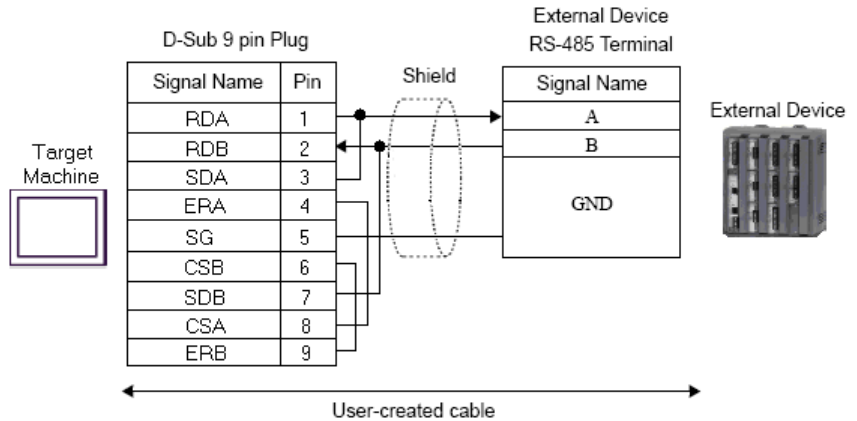 External Device
D-Sub 9 pin Plug
RS-485 Terminal
Signal Name Pin
Shield
Signal Name
RDA 1
A
External Device
RDB 2
B
Target
Machine
SDA 3
ERA 4
GND
SG 5
CSB 6
SDB 7
CSA 8
ERB 9
User-created cable